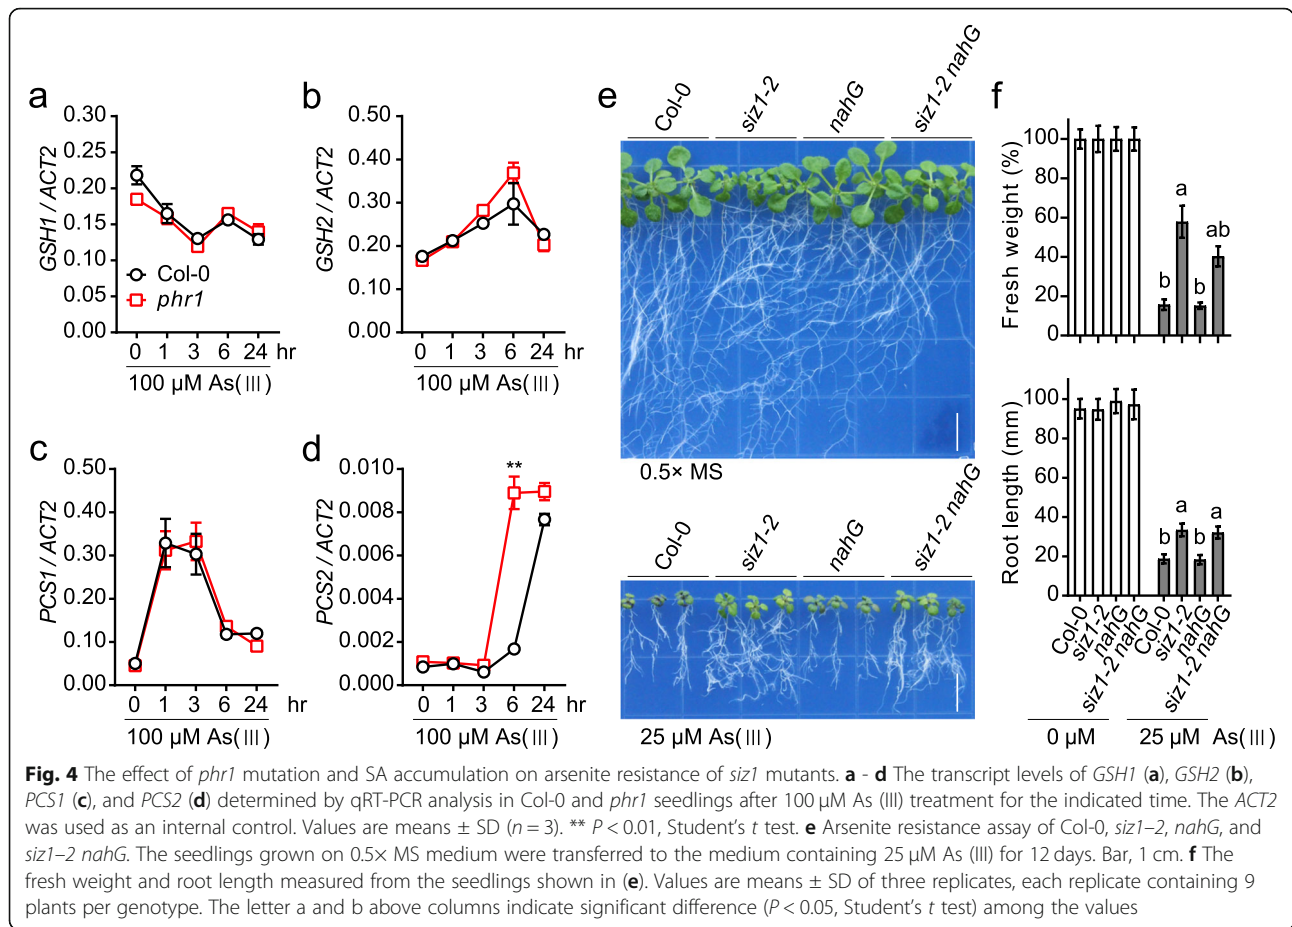 a
GSH1 / ACT2
0.30
0.25
0.20
0.15
0.10
0.05
0.00
Col-0
phr1
0 1 3 6 24 hr
100 µM As(III)
b
GSH2 / ACT2
0.50
0.40
0.30
0.20
0.10
0.00
0 1 3 6 24 hr
100 µM As(III)
c
PCS1 / ACT2
0.50
0.40
0.30
0.20
0.10
0.00
0 1 3 6 24 hr
100 µM As(III)
d
PCS2 / ACT2
0.010
0.008
0.006
0.004
0.002
0.000
**
0 1 3 6 24 hr
100 µM As(III)
e
Col-0 siz1-2 nahG siz1-2 nahG
0.5× MS
Col-0 siz1-2 nahG siz1-2 nahG
25 µM As(III)
f
Fresh weight (%)
100
80
60
40
20
0
b a b ab
Root length (mm)
100
80
60
40
20
0
b a b a
Col-0 siz1-2 nahG siz1-2 nahG Col-0 siz1-2 nahG siz1-2 nahG
0 µM 25 µM As(III)
Fig. 4 The effect of phr1 mutation and SA accumulation on arsenite resistance of siz1 mutants. a - d The transcript levels of GSH1 (a), GSH2 (b),
PCS1 (c), and PCS2 (d) determined by qRT-PCR analysis in Col-0 and phr1 seedlings after 100 µM As (III) treatment for the indicated time. The ACT2
was used as an internal control. Values are means ± SD (n = 3). ** P < 0.01, Student's t test. e Arsenite resistance assay of Col-0, siz1–2, nahG, and
siz1–2 nahG. The seedlings grown on 0.5× MS medium were transferred to the medium containing 25 µM As (III) for 12 days. Bar, 1 cm. f The
fresh weight and root length measured from the seedlings shown in (e). Values are means ± SD of three replicates, each replicate containing 9
plants per genotype. The letter a and b above columns indicate significant difference (P < 0.05, Student's t test) among the values